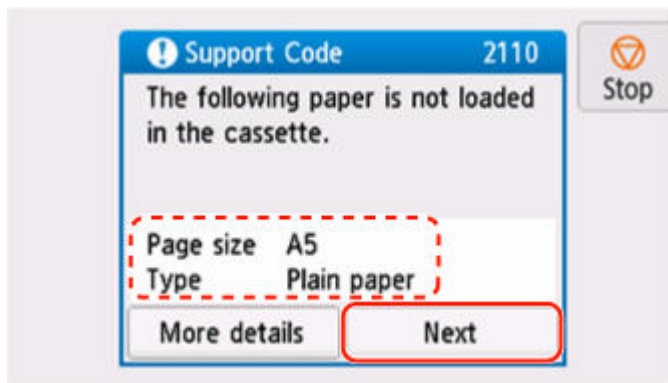 Support Code 2110
Stop
The following paper is not loaded
in the cassette.
Page size A5
Type Plain paper
More details Next